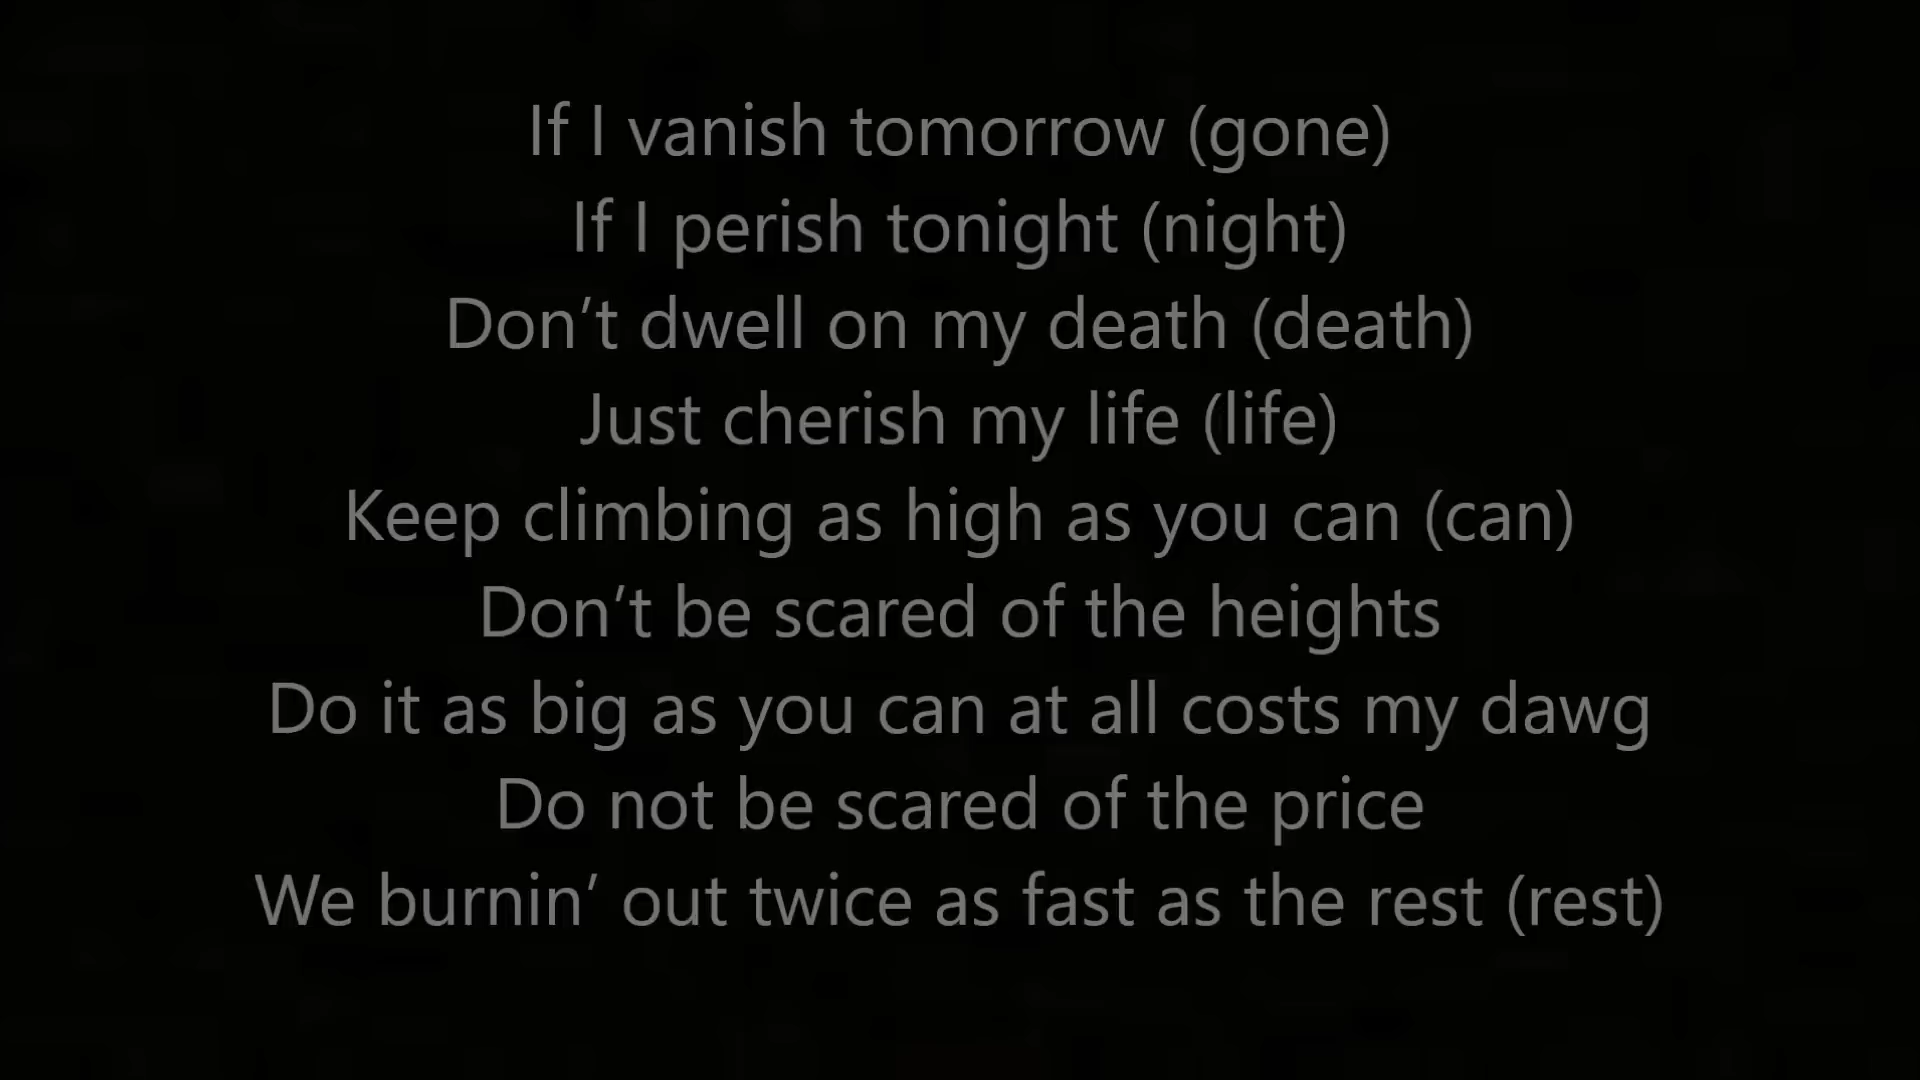 If I vanish tomorrow (gone)
If I perish tonight (night)
Don’t dwell on my death (death)
Just cherish my life (life)
Keep climbing as high as you can (can)
Don’t be scared of the heights
Do it as big as you can at all costs my dawg
Do not be scared of the price
We burnin’ out twice as fast as the rest (rest)